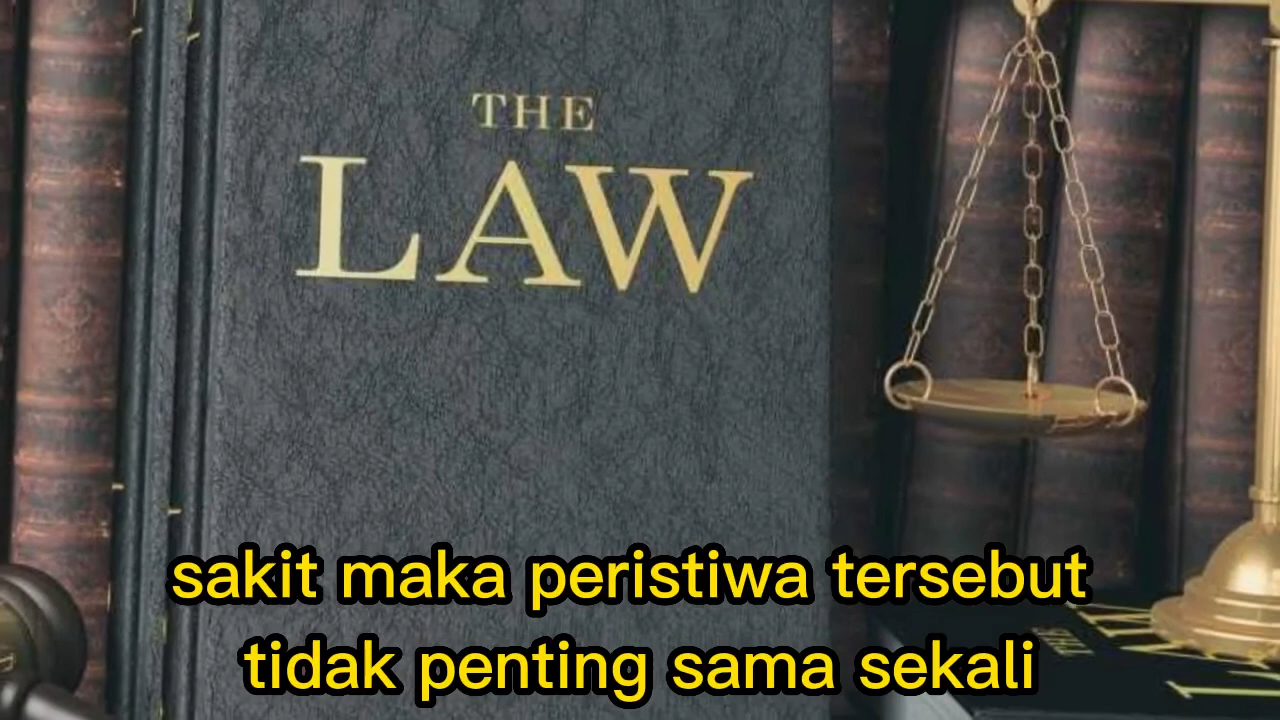 THE
LAW
sakit maka peristiwa tersebut
tidak penting sama sekali